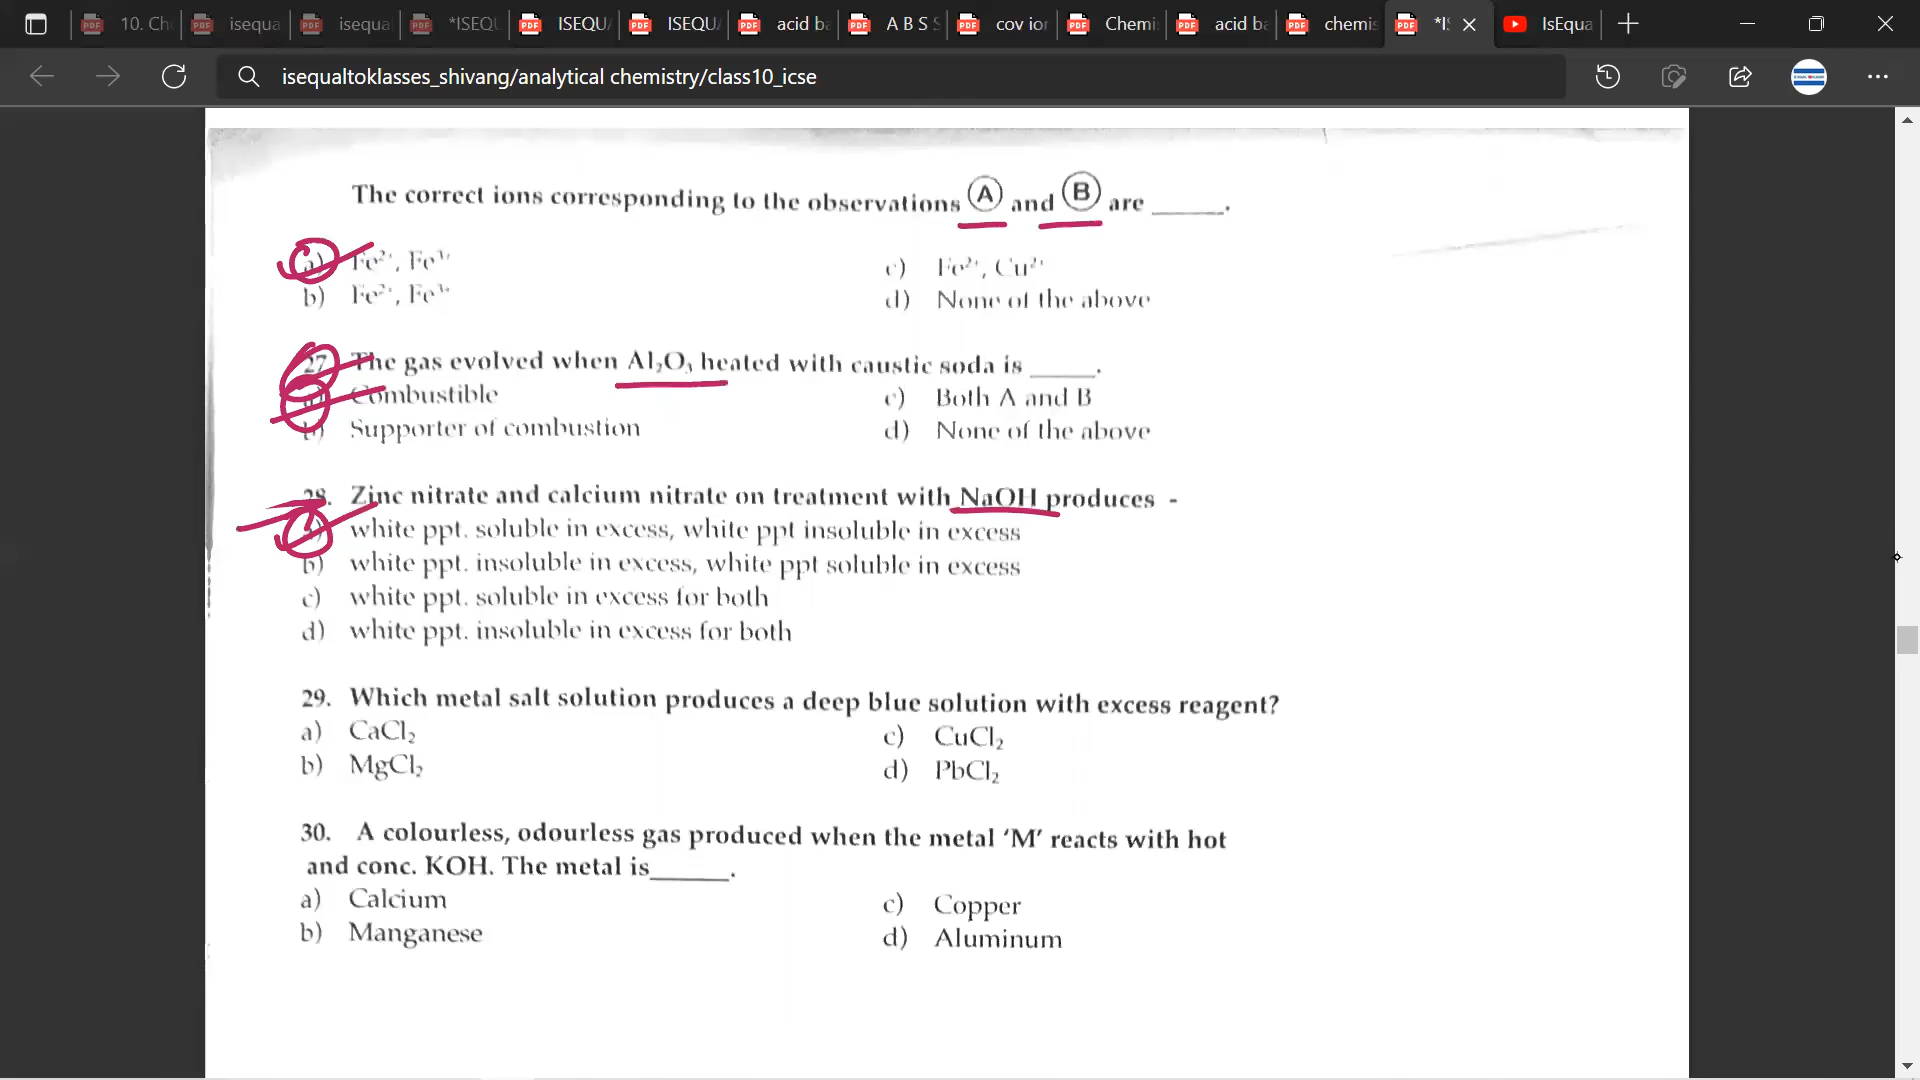 10. Ch
isequa
isequa
*ISEQU
ISEQU
ISEQU
acid ba
A B S S
cov ior
Chemi
acid ba
chemis
*IS
IsEqua
isequaltoklasses_shivang/analytical chemistry/class10_icse
The correct ions corresponding to the observations Ⓐ and Ⓑ are ______.
a) Fe²⁺, Fe³⁺ c) Fe²⁺, Cu²⁺
b) Fe²⁺, Fe³⁺ d) None of the above
27. The gas evolved when Al₂O₃ heated with caustic soda is _____.
a) Combustible c) Both A and B
b) Supporter of combustion d) None of the above
28. Zinc nitrate and calcium nitrate on treatment with NaOH produces -
a) white ppt. soluble in excess, white ppt insoluble in excess
b) white ppt. insoluble in excess, white ppt soluble in excess
c) white ppt. soluble in excess for both
d) white ppt. insoluble in excess for both
29. Which metal salt solution produces a deep blue solution with excess reagent?
a) CaCl₂ c) CuCl₂
b) MgCl₂ d) PbCl₂
30. A colourless, odourless gas produced when the metal ‘M’ reacts with hot
and conc. KOH. The metal is______.
a) Calcium c) Copper
b) Manganese d) Aluminum